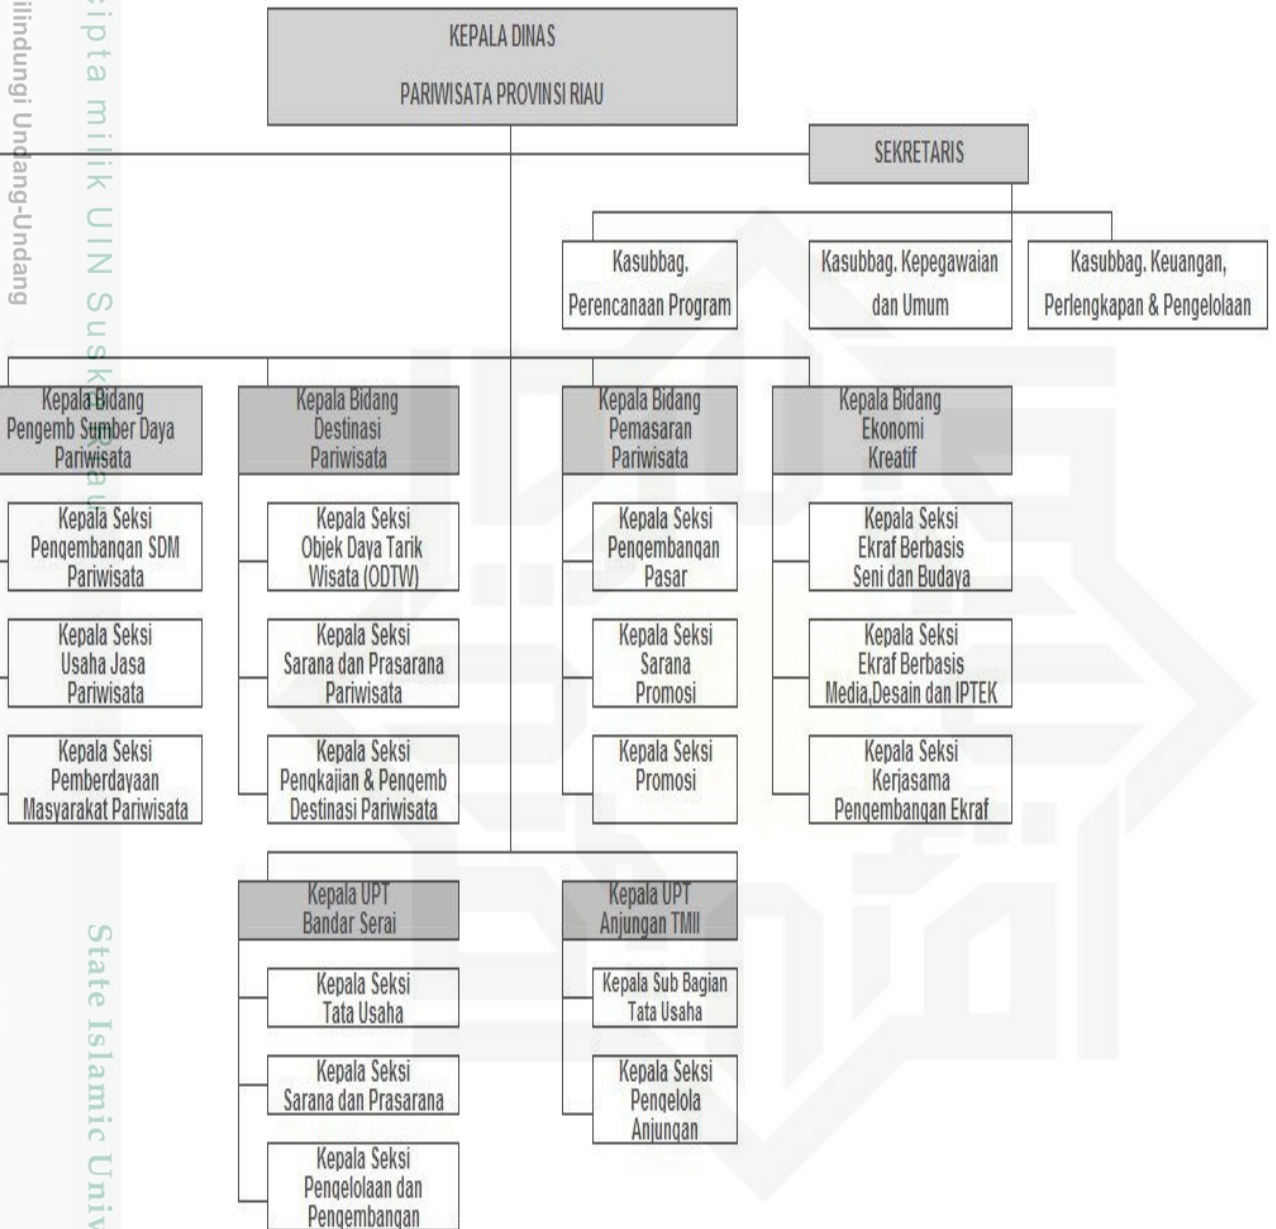 KEPALA DINAS
PARIWISATA PROVINSI RIAU
SEKRETARIS
Kasubbag.
Perencanaan Program
Kasubbag. Kepegawaian
dan Umum
Kasubbag. Keuangan,
Perlengkapan & Pengelolaan
Kepala Bidang
Pengemb Sumber Daya
Pariwisata
Kepala Seksi
Pengembangan SDM
Pariwisata
Kepala Seksi
Usaha Jasa
Pariwisata
Kepala Seksi
Pemberdayaan
Masyarakat Pariwisata
Kepala Bidang
Destinasi
Pariwisata
Kepala Seksi
Objek Daya Tarik
Wisata (ODTW)
Kepala Seksi
Sarana dan Prasarana
Pariwisata
Kepala Seksi
Pengkajian & Pengemb
Destinasi Pariwisata
Kepala Bidang
Pemasaran
Pariwisata
Kepala Seksi
Pengembangan
Pasar
Kepala Seksi
Sarana
Promosi
Kepala Seksi
Promosi
Kepala Bidang
Ekonomi
Kreatif
Kepala Seksi
Ekraf Berbasis
Seni dan Budaya
Kepala Seksi
Ekraf Berbasis
Media,Desain dan IPTEK
Kepala Seksi
Kerjasama
Pengembangan Ekraf
Kepala UPT
Bandar Serai
Kepala Seksi
Tata Usaha
Kepala Seksi
Sarana dan Prasarana
Kepala Seksi
Pengelolaan dan
Pengembangan
Kepala UPT
Anjungan TMII
Kepala Sub Bagian
Tata Usaha
Kepala Seksi
Pengelola
Anjungan
ilindungi Undang-Undang
cipta milik UIN Suska Riau
State Islamic Univ